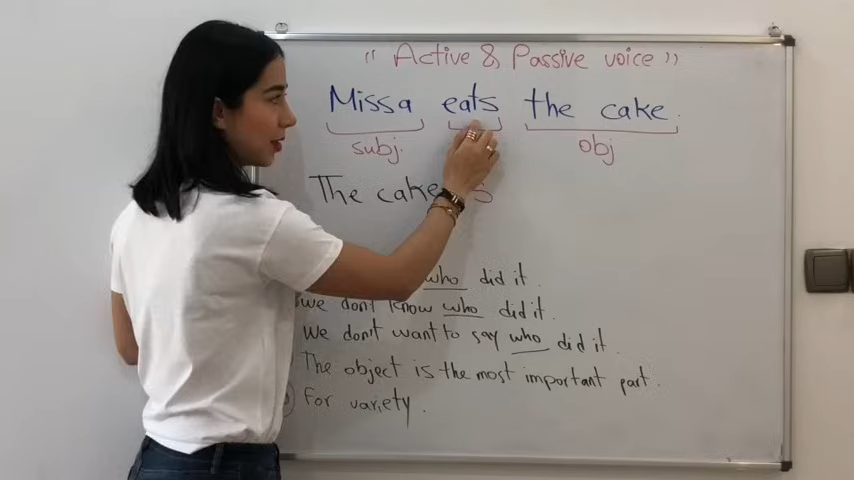 " Active & Passive voice "
Missa eats the cake.
subj. obj
The cake
who did it.
we don't know who did it.
We don't want to say who did it.
The object is the most important part.
For variety.